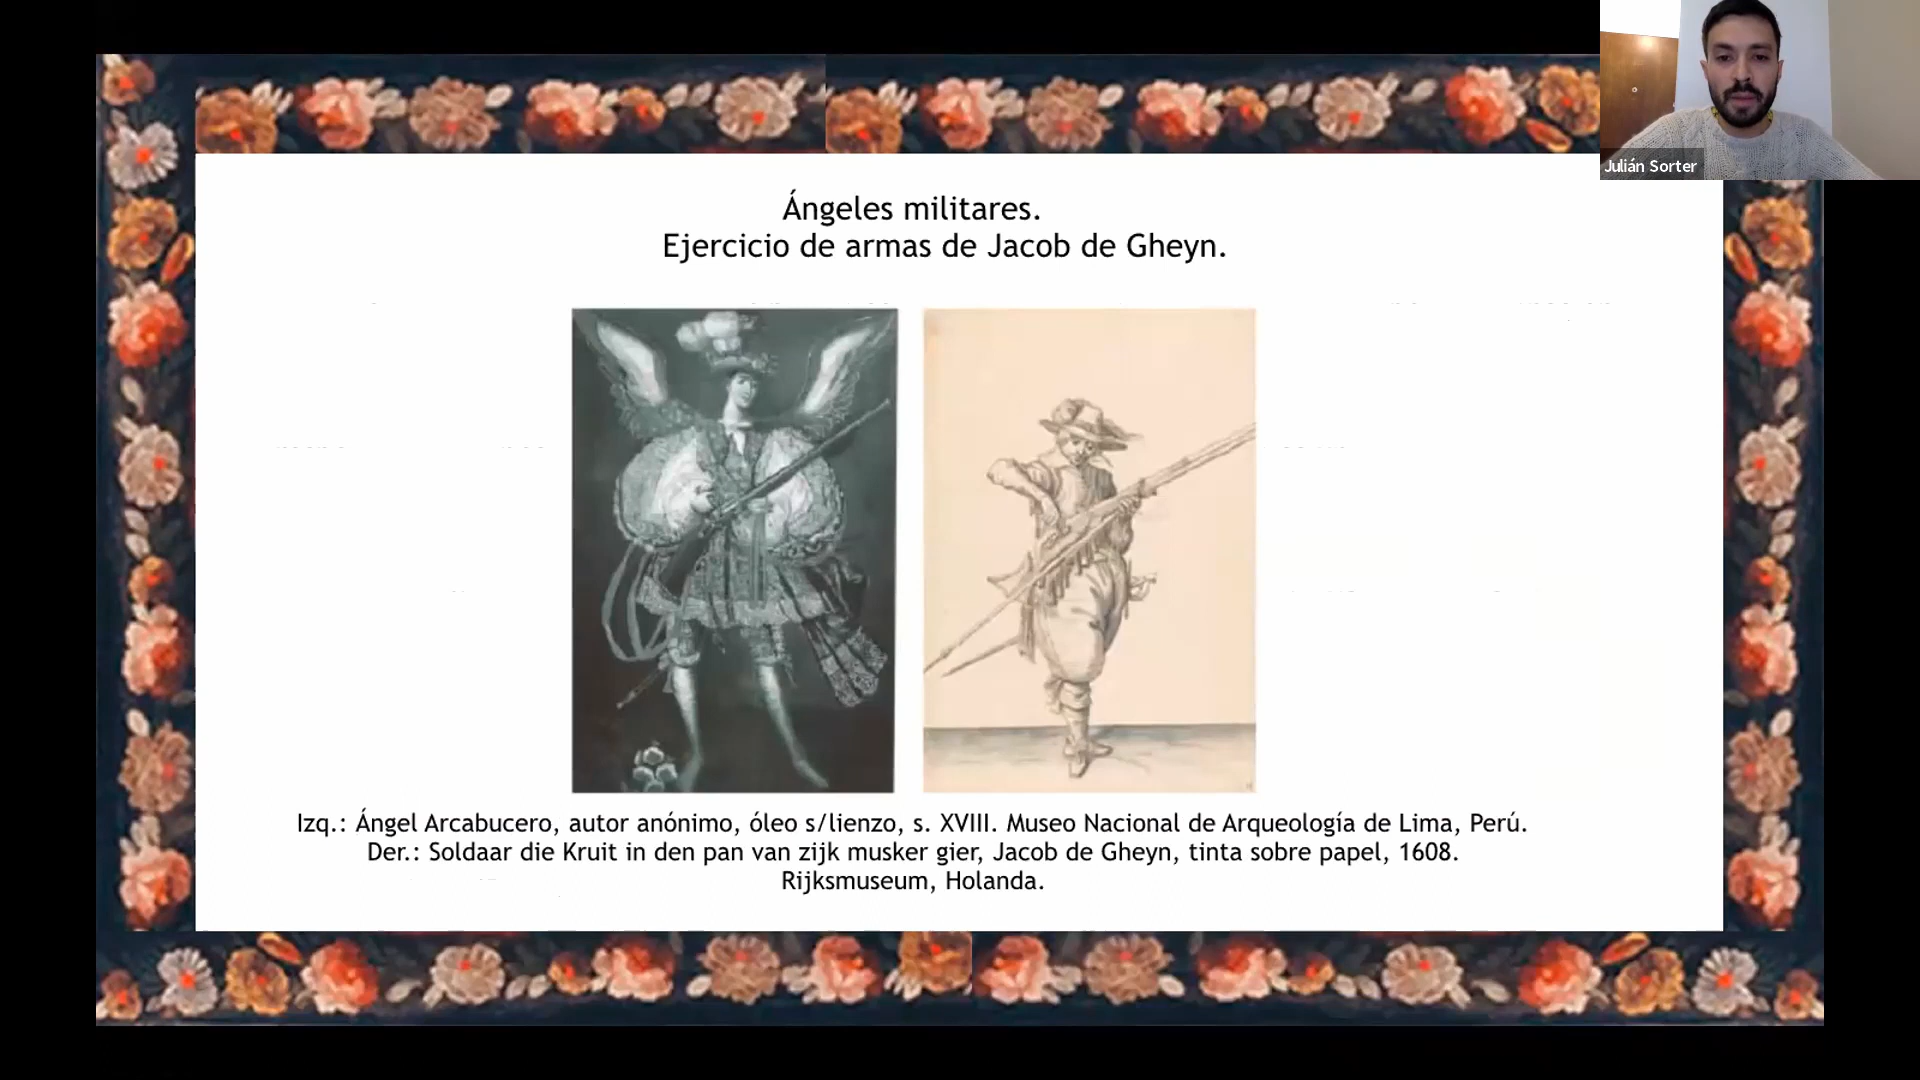 Julián Sorter
Ángeles militares.
Ejercicio de armas de Jacob de Gheyn.
Izq.: Ángel Arcabucero, autor anónimo, óleo s/lienzo, s. XVIII. Museo Nacional de Arqueología de Lima, Perú.
Der.: Soldaar die Kruit in den pan van zijk musker gier, Jacob de Gheyn, tinta sobre papel, 1608.
Rijksmuseum, Holanda.